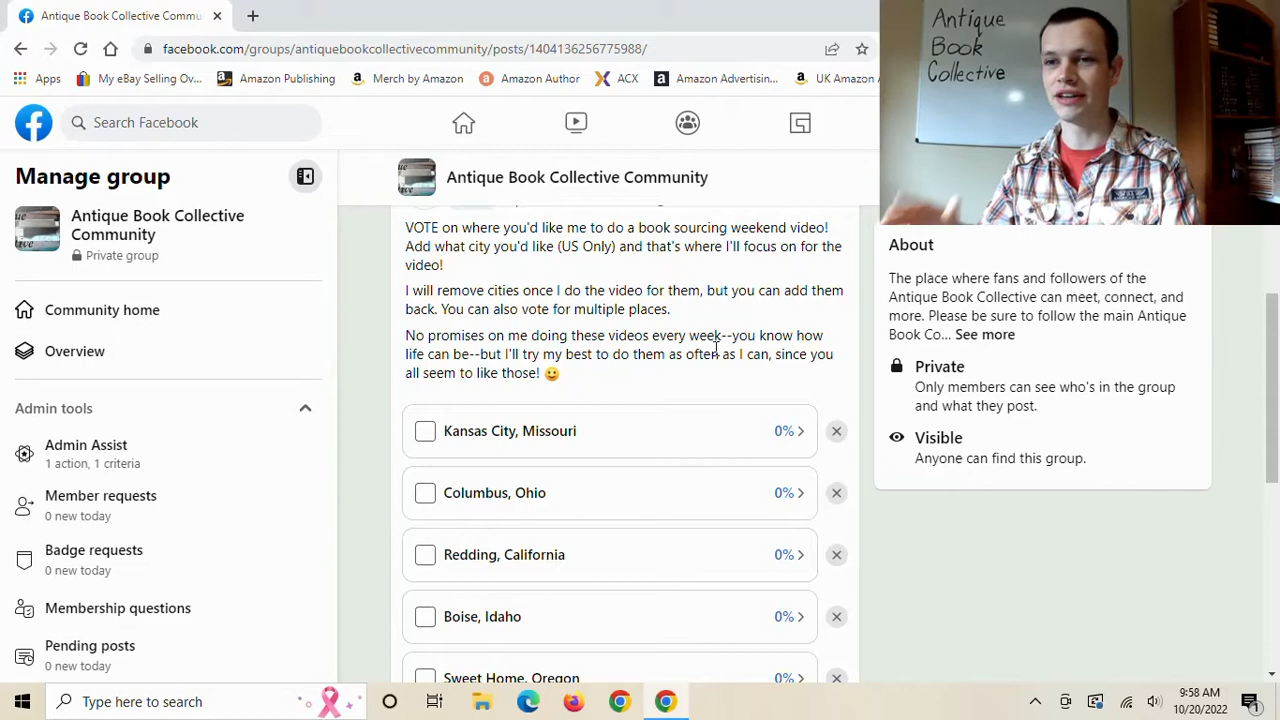 Antique Book Collective Commu
facebook.com/groups/antiquebookcollectivecommunity/posts/1404136256775988/
Apps
My eBay Selling Ov...
Amazon Publishing
Merch by Amazon
Amazon Author
ACX
Amazon Advertisin...
UK Amazon
Antique
Book
Collective
Search Facebook
Manage group
Antique Book Collective
Community
Private group
Community home
Overview
Admin tools
Admin Assist
1 action, 1 criteria
Member requests
0 new today
Badge requests
0 new today
Membership questions
Pending posts
0 new today
Antique Book Collective Community
VOTE on where you'd like me to do a book sourcing weekend video!
Add what city you'd like (US Only) and that's where I'll focus on for the
video!
I will remove cities once I do the video for them, but you can add them
back. You can also vote for multiple places.
No promises on me doing these videos every week--you know how
life can be--but I'll try my best to do them as often as I can, since you
all seem to like those! 🙂
Kansas City, Missouri 0%
Columbus, Ohio 0%
Redding, California 0%
Boise, Idaho 0%
Sweet Home, Oregon
About
The place where fans and followers of the
Antique Book Collective can meet, connect, and
more. Please be sure to follow the main Antique
Book Co... See more
Private
Only members can see who's in the group
and what they post.
Visible
Anyone can find this group.
Type here to search
9:58 AM
10/20/2022
1